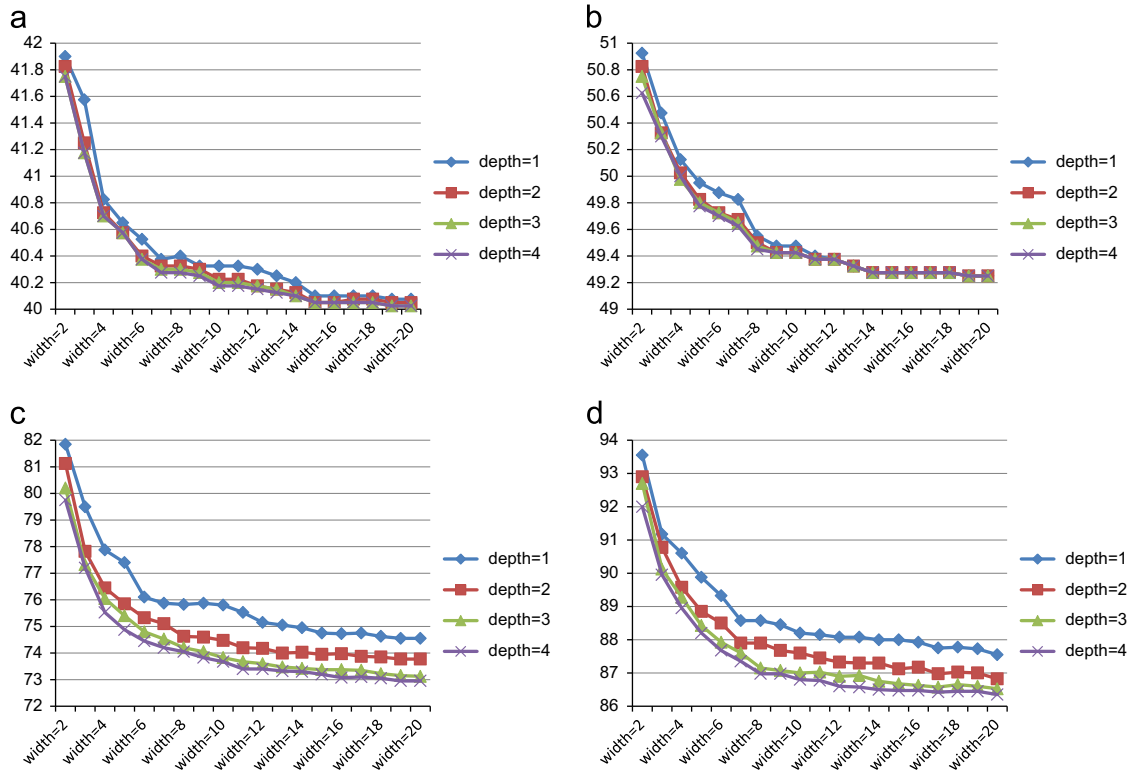 a
42
41.8
41.6
41.4
41.2
41
40.8
40.6
40.4
40.2
40
width=2
width=4
width=6
width=8
width=10
width=12
width=14
width=16
width=18
width=20
depth=1
depth=2
depth=3
depth=4
b
51
50.8
50.6
50.4
50.2
50
49.8
49.6
49.4
49.2
49
width=2
width=4
width=6
width=8
width=10
width=12
width=14
width=16
width=18
width=20
depth=1
depth=2
depth=3
depth=4
c
82
81
80
79
78
77
76
75
74
73
72
width=2
width=4
width=6
width=8
width=10
width=12
width=14
width=16
width=18
width=20
depth=1
depth=2
depth=3
depth=4
d
94
93
92
91
90
89
88
87
86
width=2
width=4
width=6
width=8
width=10
width=12
width=14
width=16
width=18
width=20
depth=1
depth=2
depth=3
depth=4